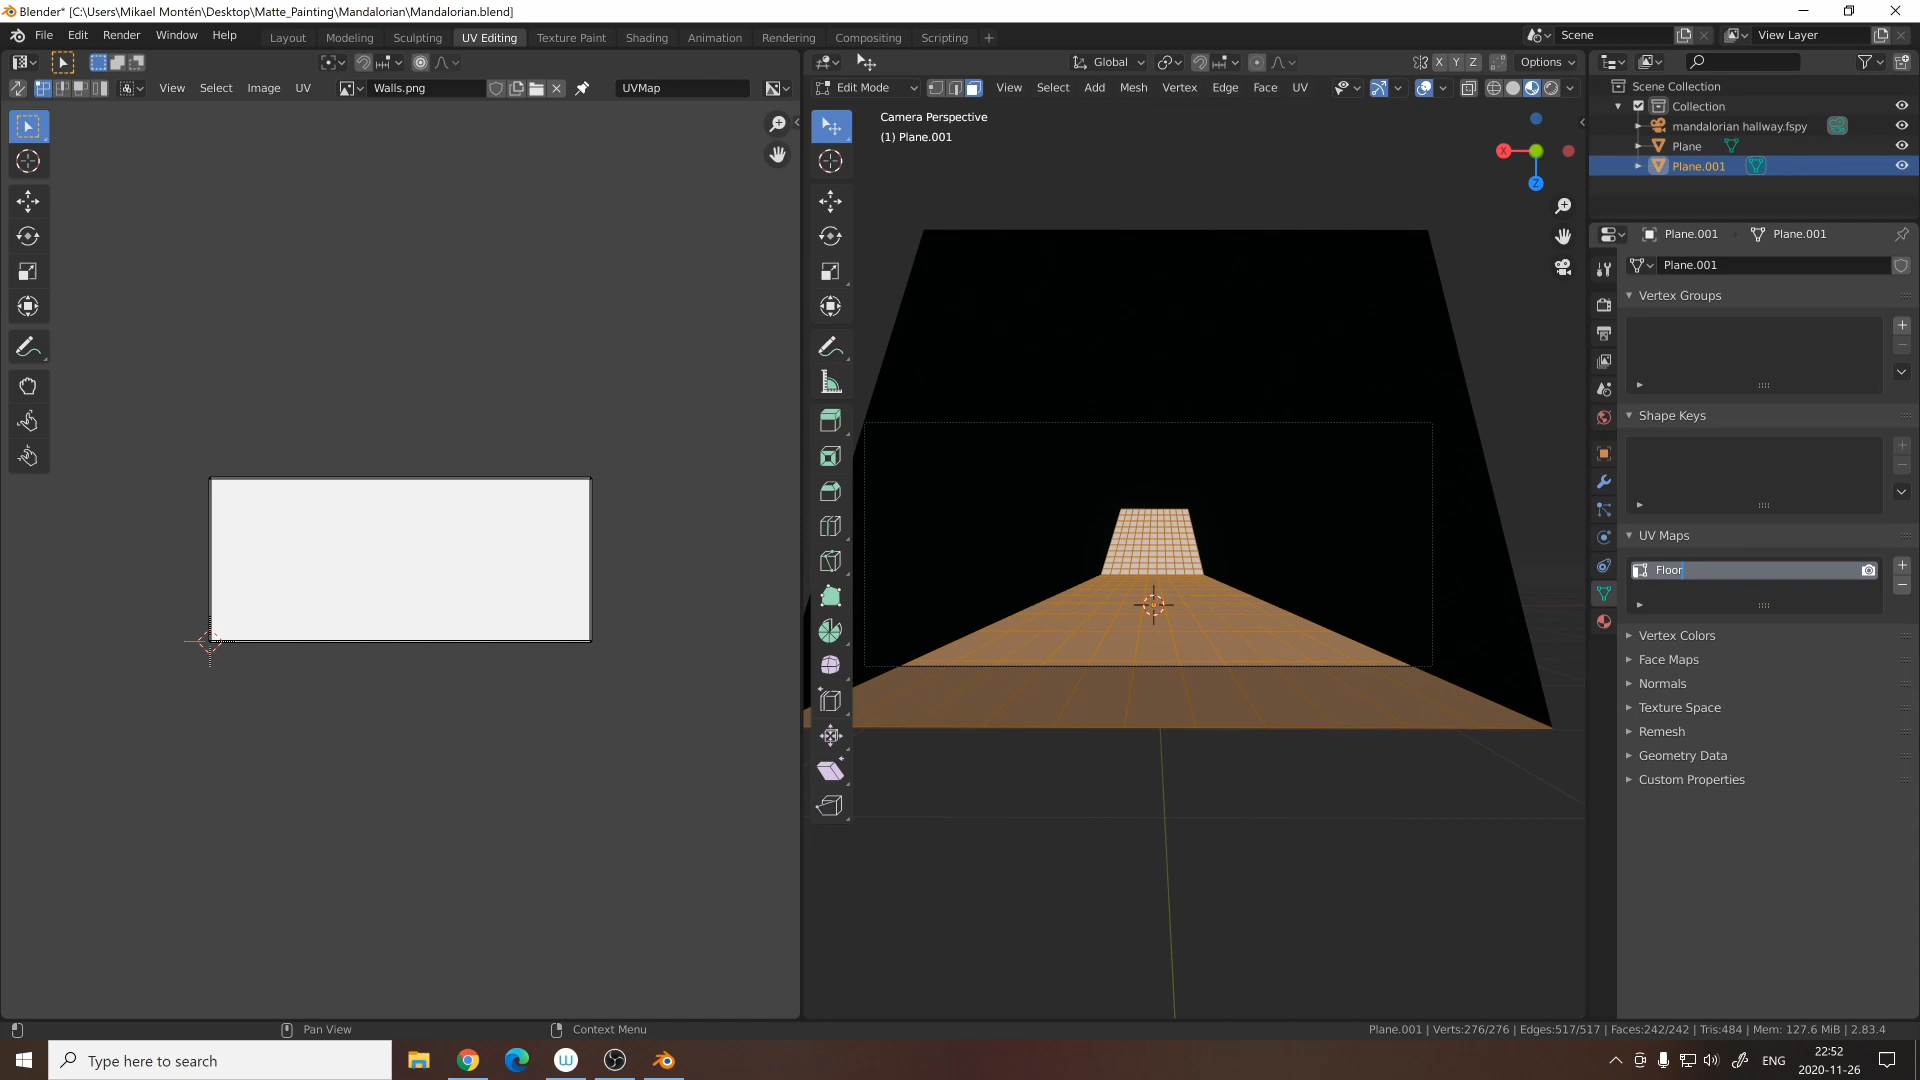 Blender* [C:\Users\Mikael Montén\Desktop\Matte_Painting\Mandalorian\Mandalorian.blend]
File Edit Render Window Help
Layout Modeling Sculpting UV Editing Texture Paint Shading Animation Rendering Compositing Scripting +
Scene
View Layer
Global
X Y Z
Options
View Select Image UV
Walls.png
UVMap
Edit Mode
View Select Add Mesh Vertex Edge Face UV
Camera Perspective
(1) Plane.001
X
Z
Scene Collection
Collection
mandalorian hallway.fspy
Plane
Plane.001
Plane.001
Plane.001
Plane.001
Vertex Groups
Shape Keys
UV Maps
Floor
Vertex Colors
Face Maps
Normals
Texture Space
Remesh
Geometry Data
Custom Properties
Pan View
Context Menu
Plane.001 | Verts:276/276 | Edges:517/517 | Faces:242/242 | Tris:484 | Mem: 127.6 MiB | 2.83.4
Type here to search
ENG
22:52
2020-11-26